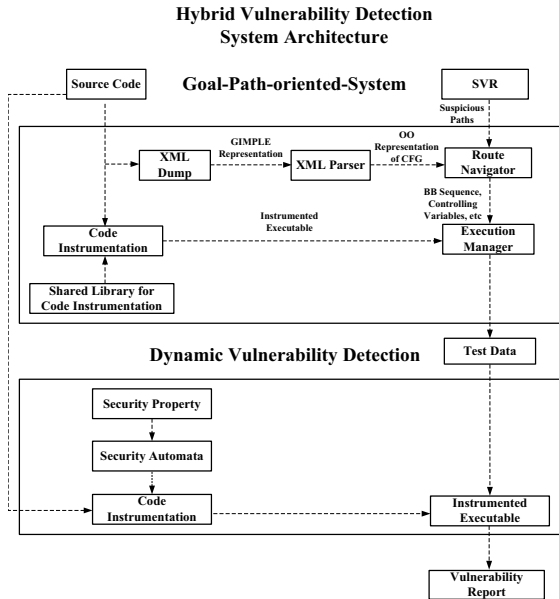 Hybrid Vulnerability Detection
System Architecture
Source Code
Goal-Path-oriented-System
SVR
Suspicious
Paths
XML
Dump
GIMPLE
Representation
XML Parser
OO
Representation
of CFG
Route
Navigator
BB Sequence,
Controlling
Variables, etc
Code
Instrumentation
Instrumented
Executable
Execution
Manager
Shared Library for
Code Instrumentation
Dynamic Vulnerability Detection
Test Data
Security Property
Security Automata
Code
Instrumentation
Instrumented
Executable
Vulnerability
Report